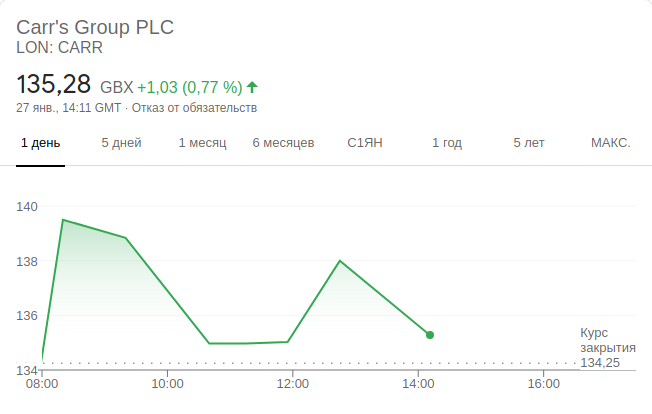 Carr's Group PLC
LON: CARR
135,28 GBX +1,03 (0,77 %)
27 янв., 14:11 GMT · Отказ от обязательств
1 день 5 дней 1 месяц 6 месяцев С1ЯН 1 год 5 лет МАКС.
140
138
136
134
Курс
закрытия
134,25
08:00 10:00 12:00 14:00 16:00